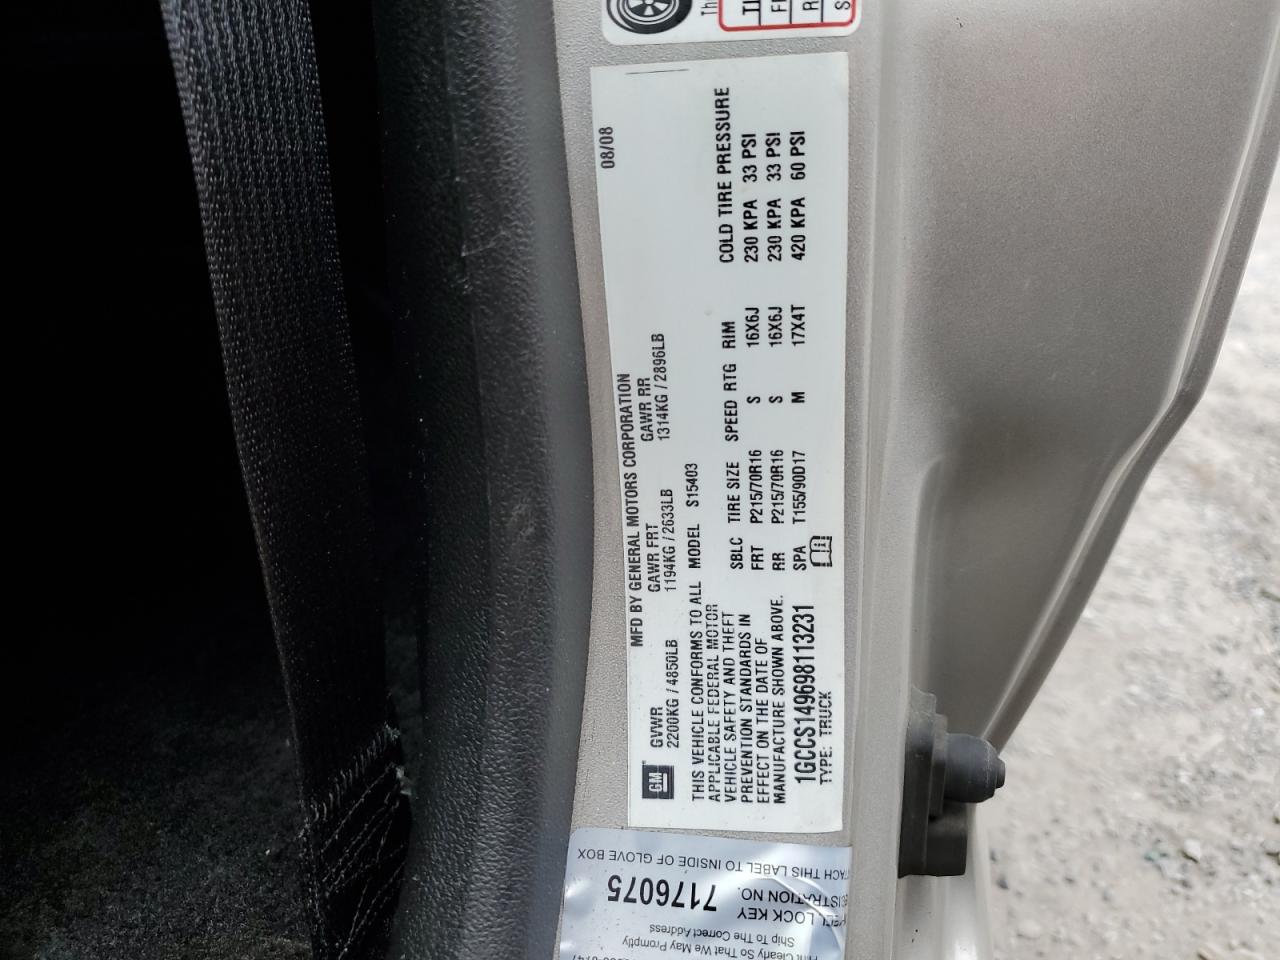 Th
TI
F
R
S
08/08
MFD BY GENERAL MOTORS CORPORATION
GVWR GAWR FRT GAWR RR
2200KG / 4850LB 1194KG / 2633LB 1314KG / 2896LB
GM
THIS VEHICLE CONFORMS TO ALL
APPLICABLE FEDERAL MOTOR
VEHICLE SAFETY AND THEFT
PREVENTION STANDARDS IN
EFFECT ON THE DATE OF
MANUFACTURE SHOWN ABOVE.
1GCCS149698113231
TYPE: TRUCK
MODEL S15403
SBLC TIRE SIZE SPEED RTG RIM COLD TIRE PRESSURE
FRT P215/70R16 S 16X6J 230 KPA 33 PSI
RR P215/70R16 S 16X6J 230 KPA 33 PSI
SPA T155/90D17 M 17X4T 420 KPA 60 PSI
Print Clearly So That We May Promptly
Ship To The Correct Address
LOCK KEY
REGISTRATION NO. 7176075
TACH THIS LABEL TO INSIDE OF GLOVE BOX